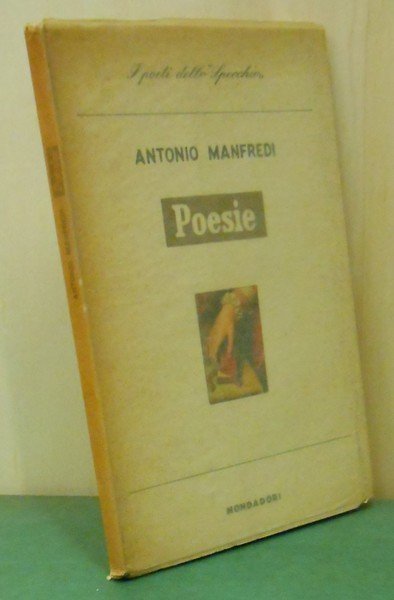 I poeti dello "Specchio"
ANTONIO MANFREDI
Poesie
MONDADORI